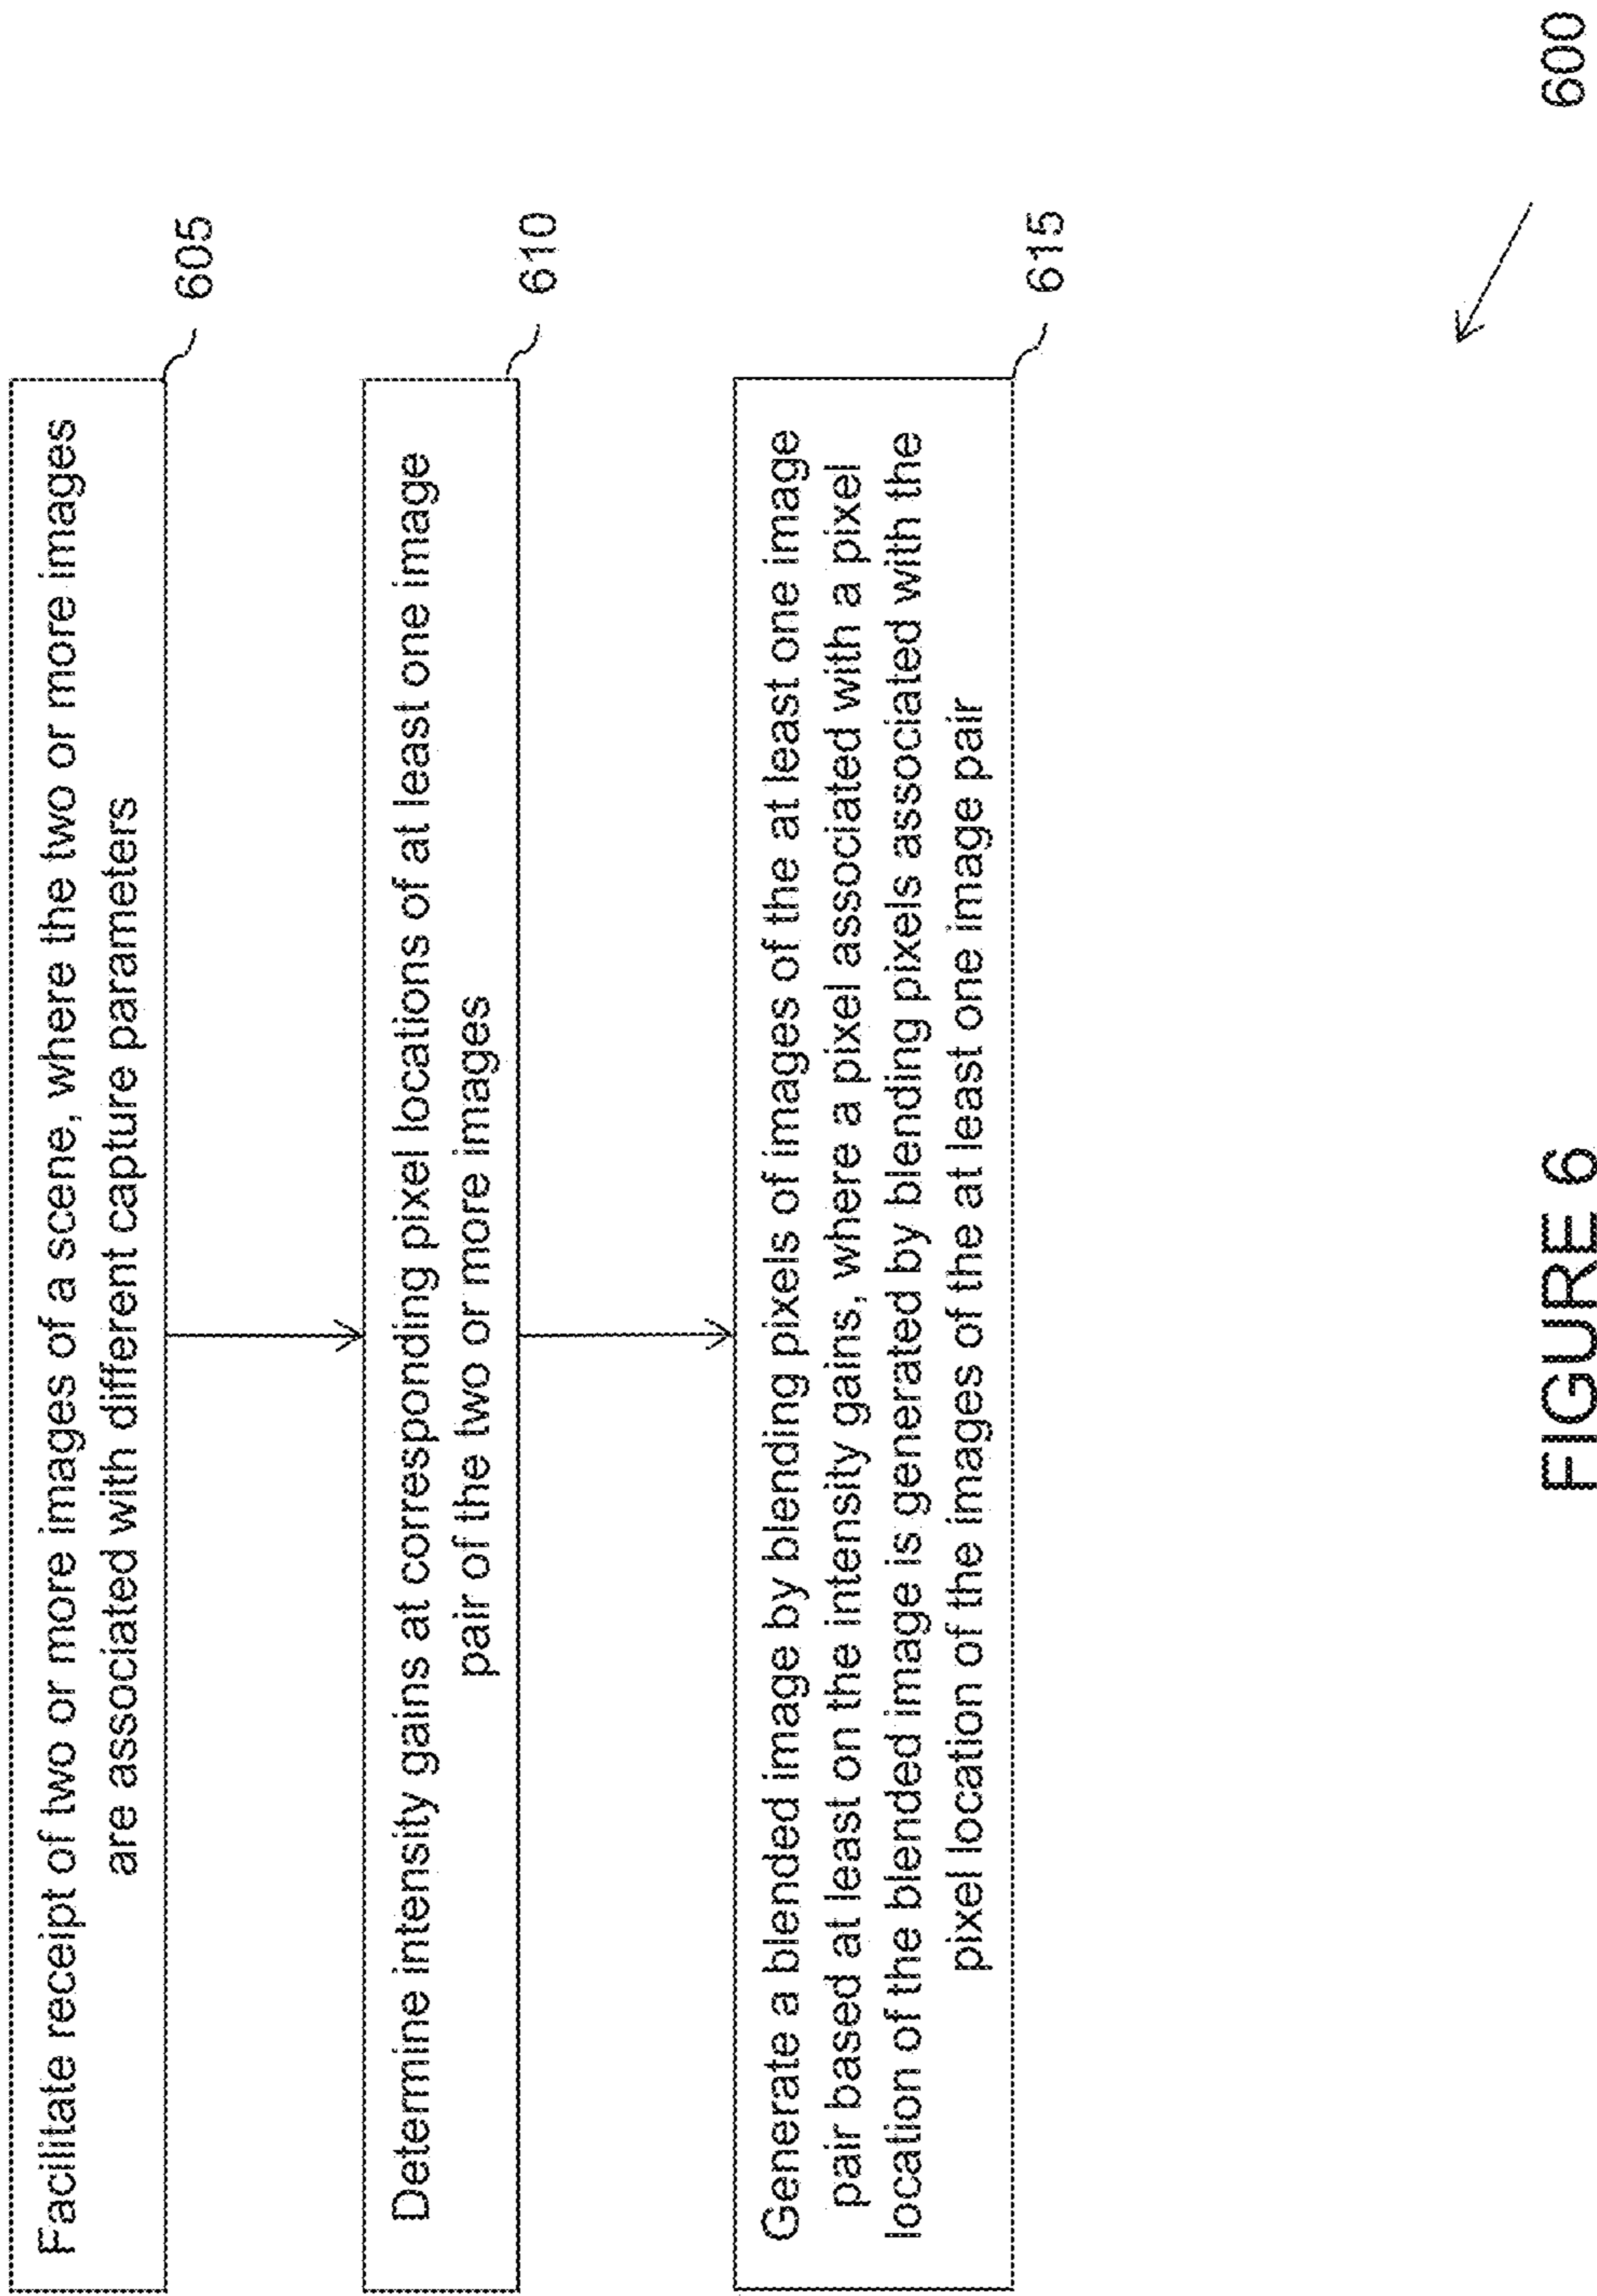 Facilitate receipt of two or more images of a scene, where the two or more images
are associated with different capture parameters
605
Determine intensity gains at corresponding pixel locations of at least one image
pair of the two or more images
610
Generate a blended image by blending pixels of images of the at least one image
pair based at least on the intensity gains, where a pixel associated with a pixel
location of the blended image is generated by blending pixels associated with the
pixel location of the images of the at least one image pair
615
600
FIGURE 6